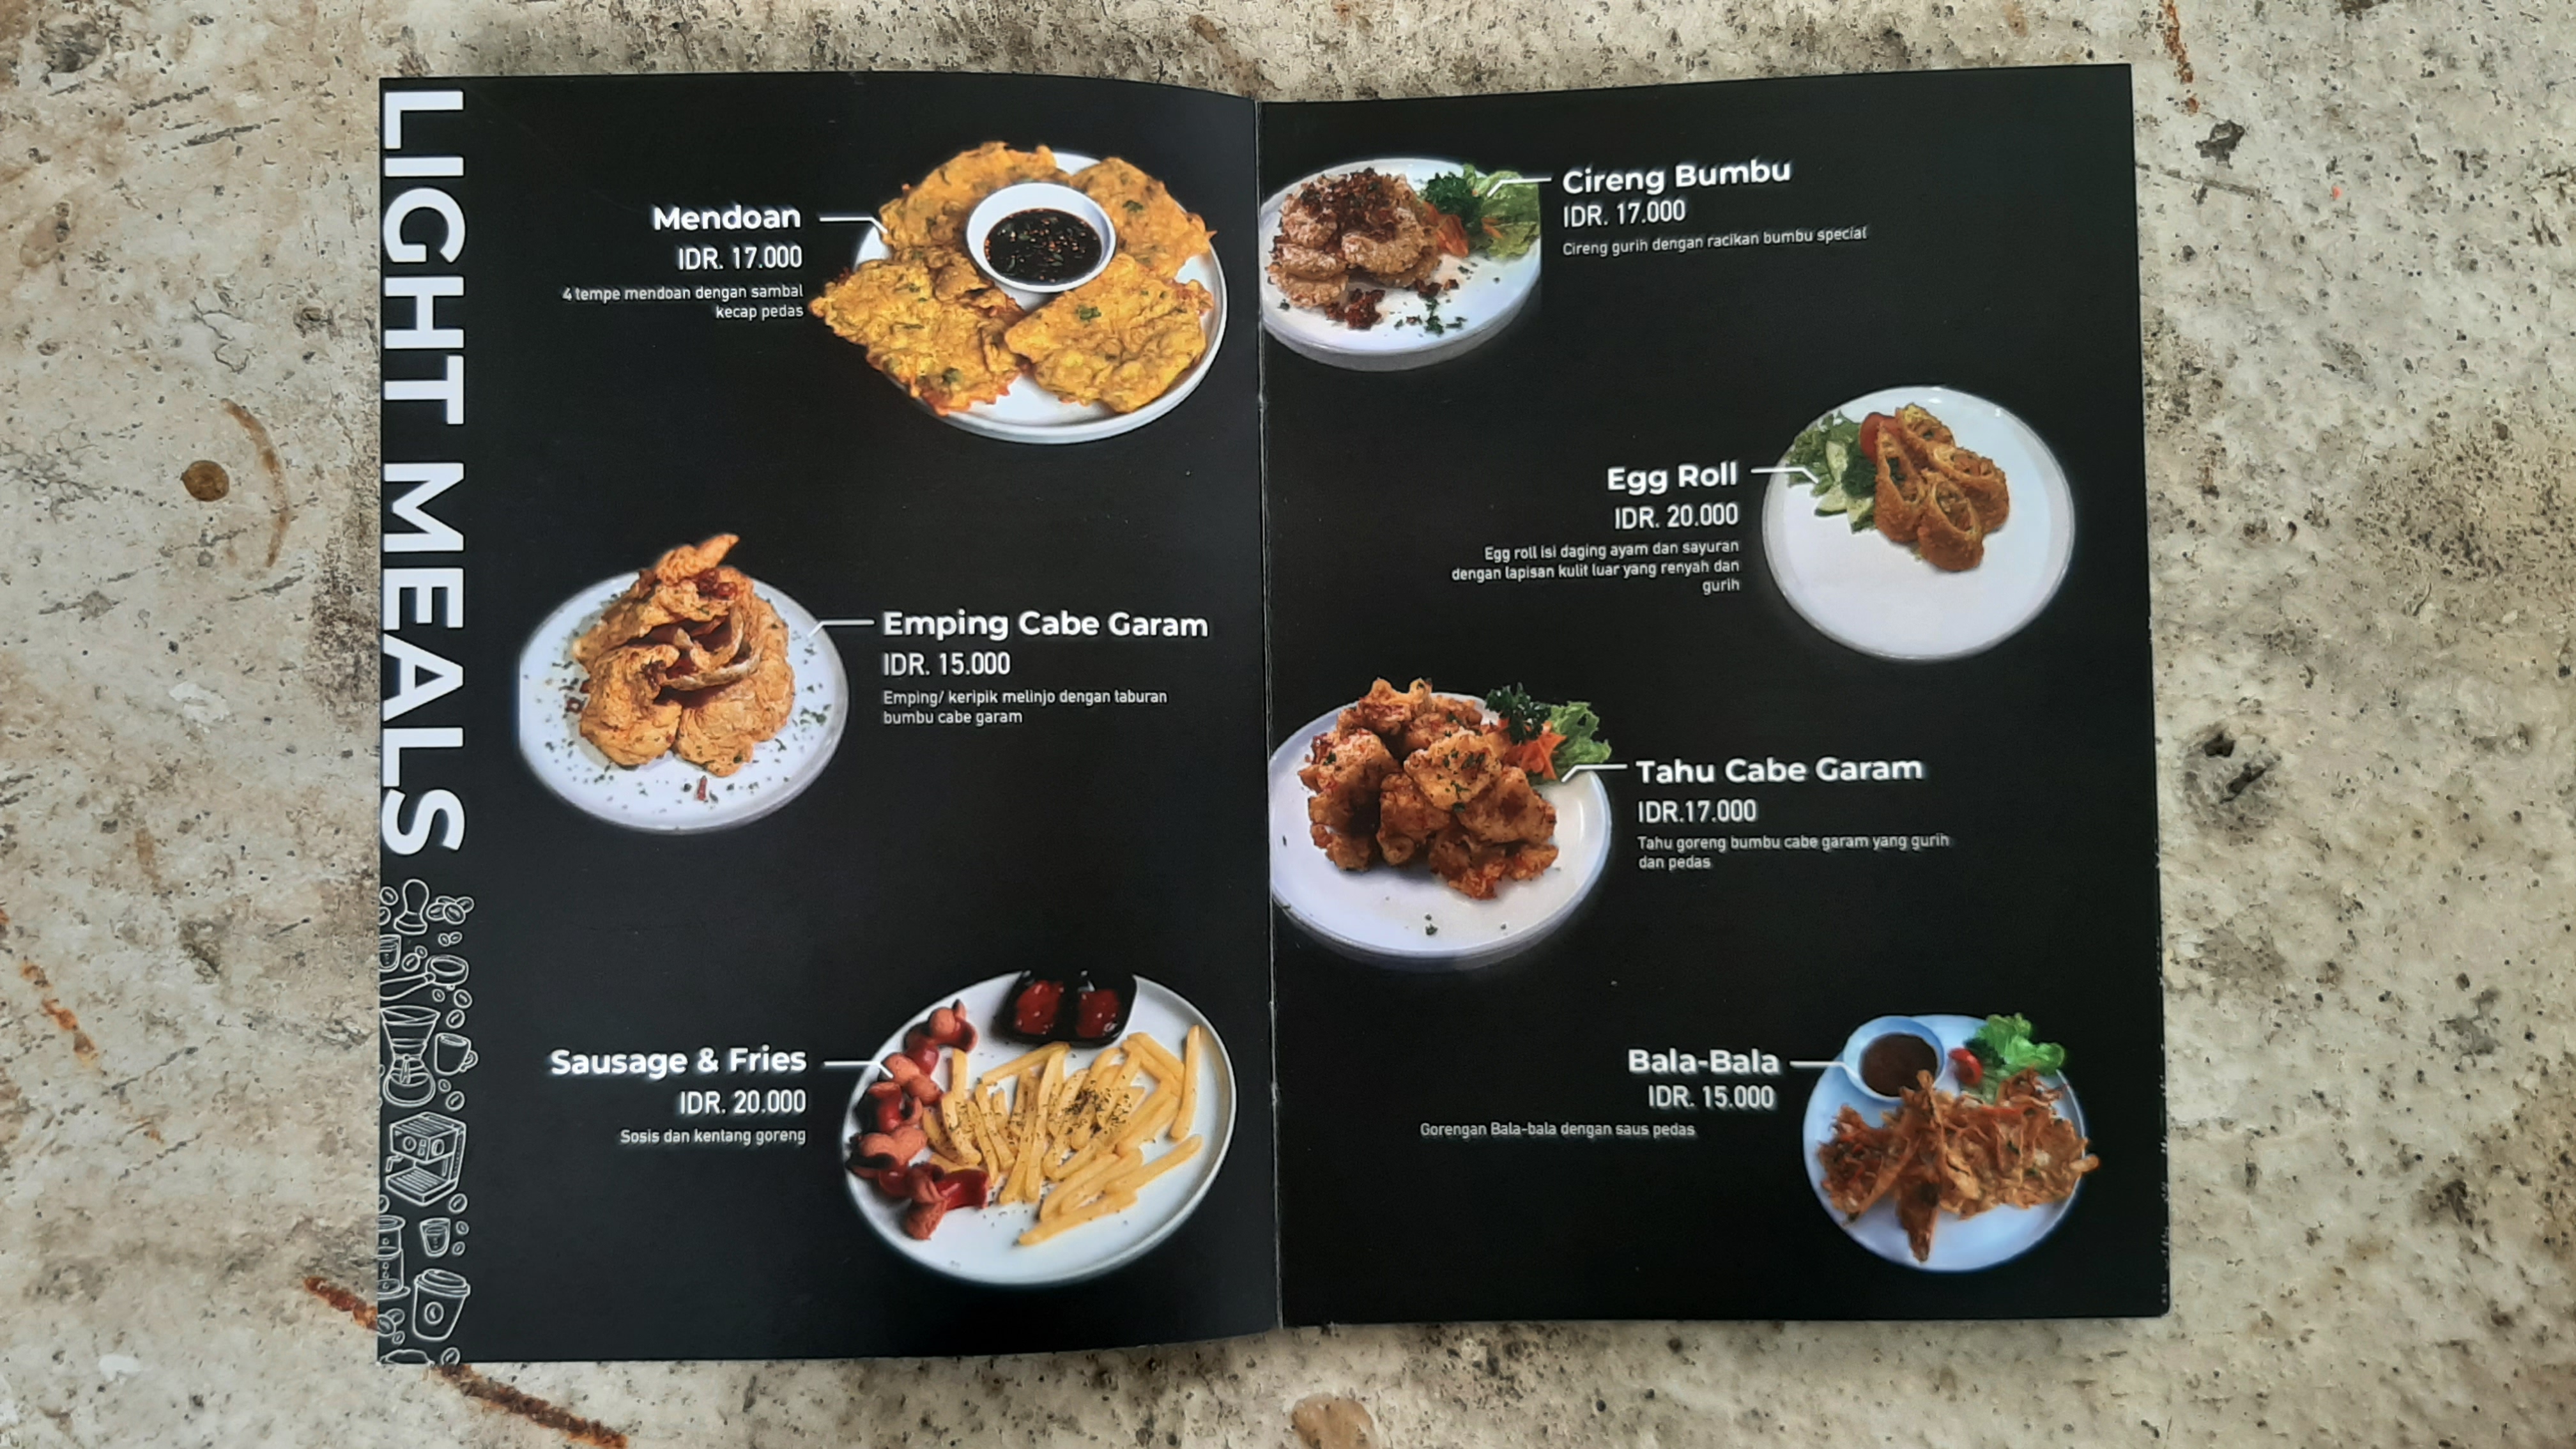 LIGHT MEALS
Mendoan
IDR. 17.000
4 tempe mendoan dengan sambal
kecap pedas
Emping Cabe Garam
IDR. 15.000
Emping/ keripik melinjo dengan taburan
bumbu cabe garam
Sausage & Fries
IDR. 20.000
Sosis dan kentang goreng
Cireng Bumbu
IDR. 17.000
Cireng gurih dengan racikan bumbu special
Egg Roll
IDR. 20.000
Egg roll isi daging ayam dan sayuran
dengan lapisan kulit luar yang renyah dan
gurih
Tahu Cabe Garam
IDR.17.000
Tahu goreng bumbu cabe garam yang gurih
dan pedas
Bala-Bala
IDR. 15.000
Gorengan Bala-bala dengan saus pedas